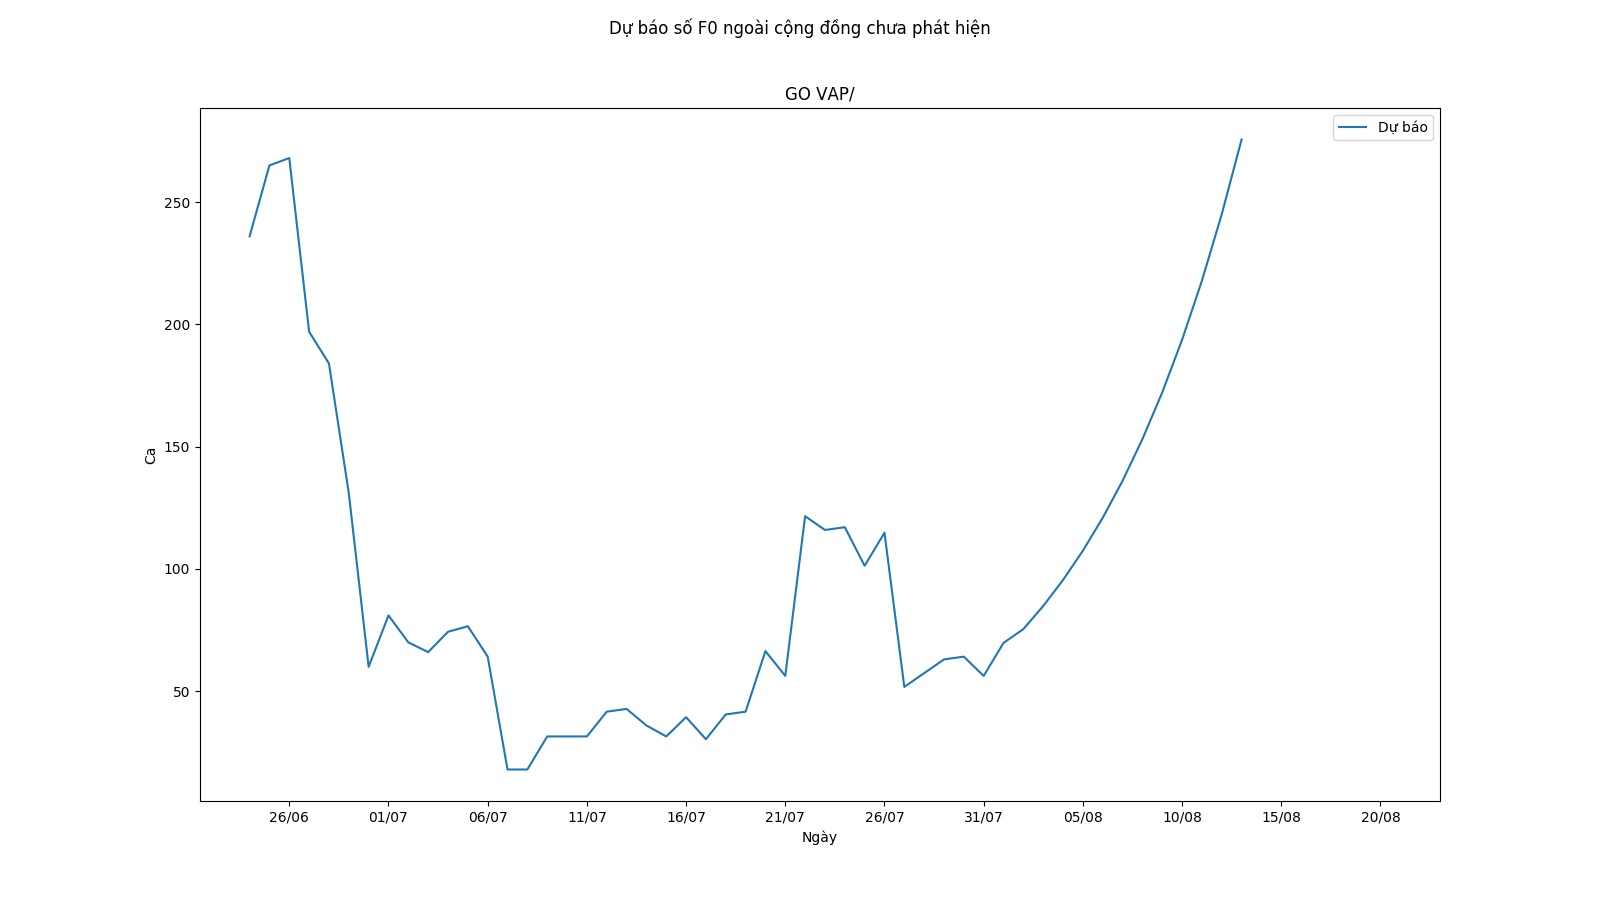 Dự báo số F0 ngoài cộng đồng chưa phát hiện
GO VAP/
Dự báo
250
200
150
100
50
Ca
26/06 01/07 06/07 11/07 16/07 21/07 26/07 31/07 05/08 10/08 15/08 20/08
Ngày